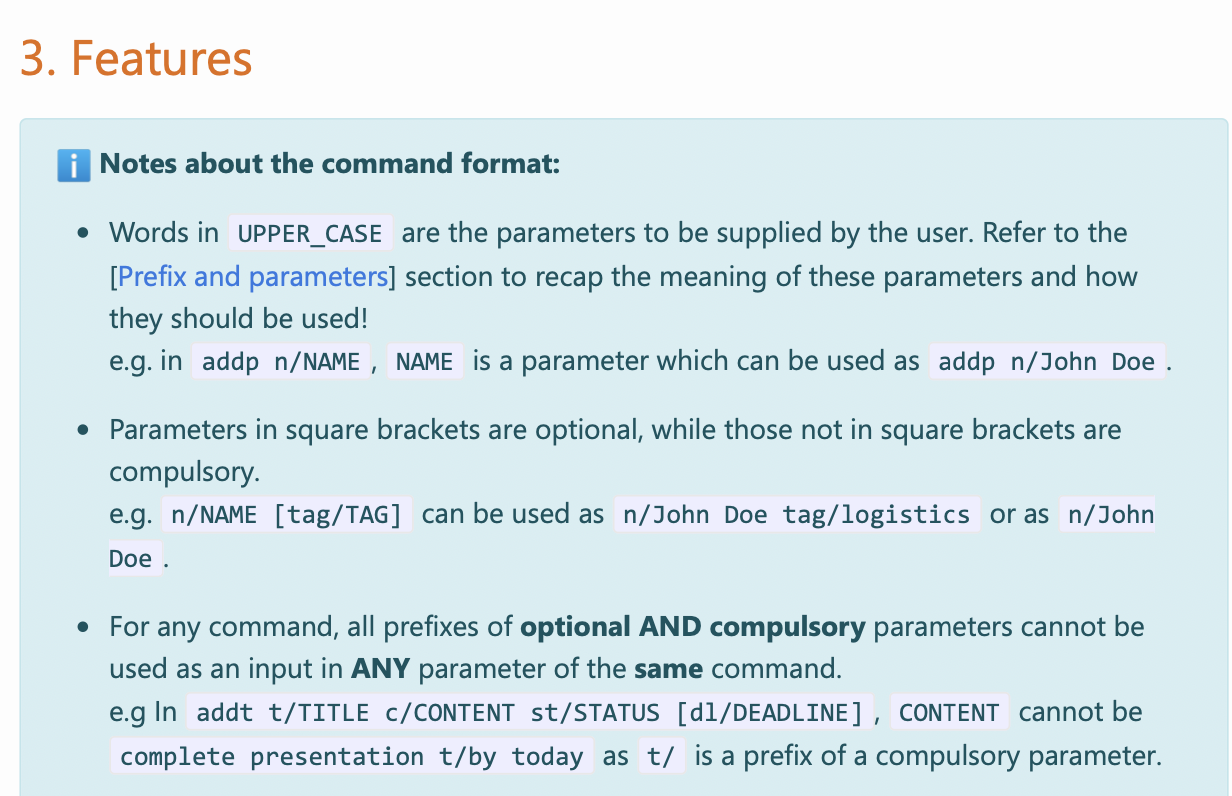 3. Features
i Notes about the command format:
• Words in UPPER_CASE are the parameters to be supplied by the user. Refer to the
[Prefix and parameters] section to recap the meaning of these parameters and how
they should be used!
e.g. in addp n/NAME , NAME is a parameter which can be used as addp n/John Doe .
• Parameters in square brackets are optional, while those not in square brackets are
compulsory.
e.g. n/NAME [tag/TAG] can be used as n/John Doe tag/logistics or as n/John
Doe .
• For any command, all prefixes of optional AND compulsory parameters cannot be
used as an input in ANY parameter of the same command.
e.g In addt t/TITLE c/CONTENT st/STATUS [dl/DEADLINE] , CONTENT cannot be
complete presentation t/by today as t/ is a prefix of a compulsory parameter.